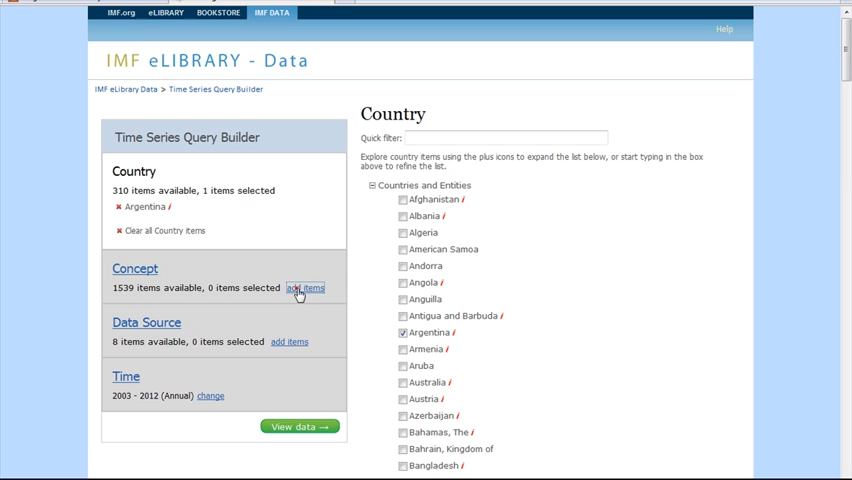 IMF.org eLIBRARY BOOKSTORE IMF DATA
Help
IMF eLIBRARY - Data
IMF eLibrary Data > Time Series Query Builder
Time Series Query Builder
Country
310 items available, 1 items selected
Argentina i
Clear all Country items
Concept
1539 items available, 0 items selected add items
Data Source
8 items available, 0 items selected add items
Time
2003 - 2012 (Annual) change
View data →
Country
Quick filter:
Explore country items using the plus icons to expand the list below, or start typing in the box
above to refine the list.
Countries and Entities
Afghanistan i
Albania i
Algeria
American Samoa
Andorra
Angola i
Anguilla
Antigua and Barbuda i
Argentina i
Armenia i
Aruba
Australia i
Austria i
Azerbaijan i
Bahamas, The i
Bahrain, Kingdom of
Bangladesh i